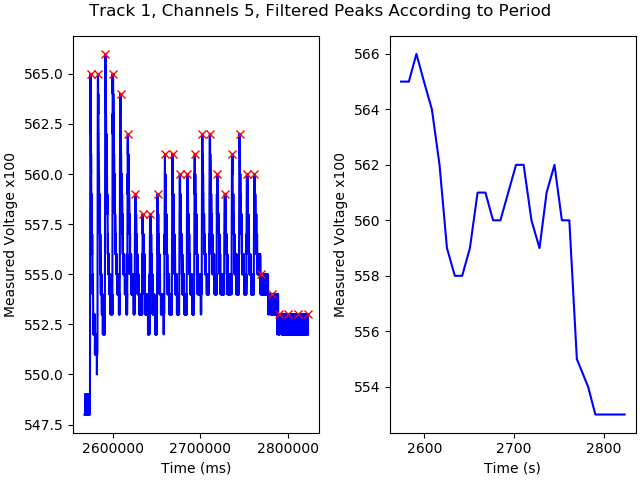 Track 1, Channels 5, Filtered Peaks According to Period
Measured Voltage x100
565.0
562.5
560.0
557.5
555.0
552.5
550.0
547.5
2600000 2700000 2800000
Time (ms)
Measured Voltage x100
566
564
562
560
558
556
554
2600 2700 2800
Time (s)